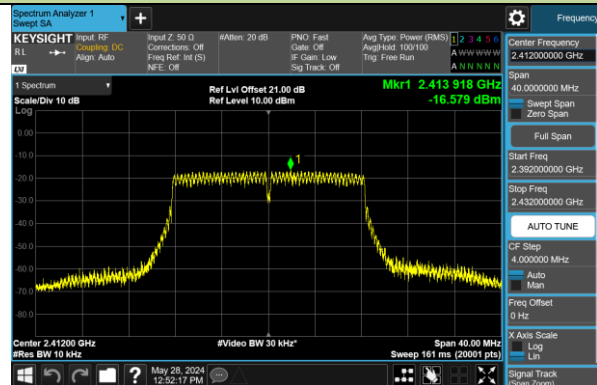 Spectrum Analyzer 1
Swept SA
+
Frequency
KEYSIGHT
RL
LXI
Input: RF
Coupling: DC
Align: Auto
Input Z: 50 Ω
Corrections: Off
Freq Ref: Int (S)
NFE: Off
#Atten: 20 dB
PNO: Fast
Gate: Off
IF Gain: Low
Sig Track: Off
Avg Type: Power (RMS)
Avg|Hold: 100/100
Trig: Free Run
1 2 3 4 5 6
A W W W W W
A N N N N N
1 Spectrum
Scale/Div 10 dB
Log
Ref Lvl Offset 21.00 dB
Ref Level 10.00 dBm
Mkr1 2.413 918 GHz
-16.579 dBm
0.00
-10.0
-20.0
-30.0
-40.0
-50.0
-60.0
-70.0
-80.0
1
Center 2.41200 GHz
#Res BW 10 kHz
#Video BW 30 kHz*
Span 40.00 MHz
Sweep 161 ms (20001 pts)
Center Frequency
2.412000000 GHz
Span
40.0000000 MHz
Swept Span
Zero Span
Full Span
Start Freq
2.392000000 GHz
Stop Freq
2.432000000 GHz
AUTO TUNE
CF Step
4.000000 MHz
Auto
Man
Freq Offset
0 Hz
X Axis Scale
Log
Lin
Signal Track
(Span Zoom)
?
May 28, 2024
12:52:17 PM